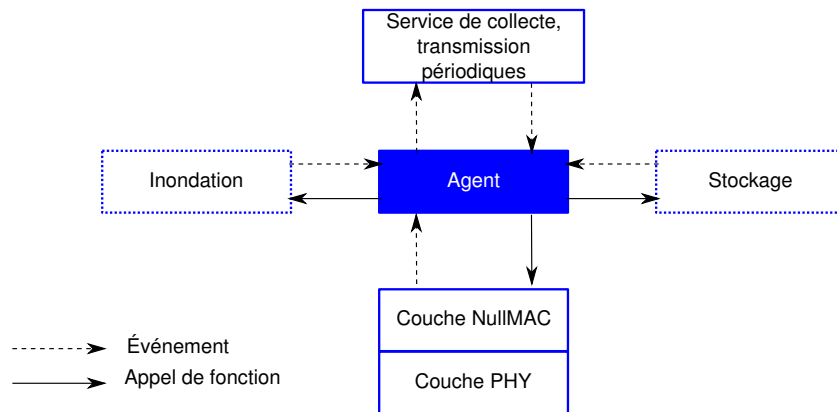 Service de collecte,
transmission
périodiques
Inondation
Agent
Stockage
Couche NullMAC
Couche PHY
Événement
Appel de fonction